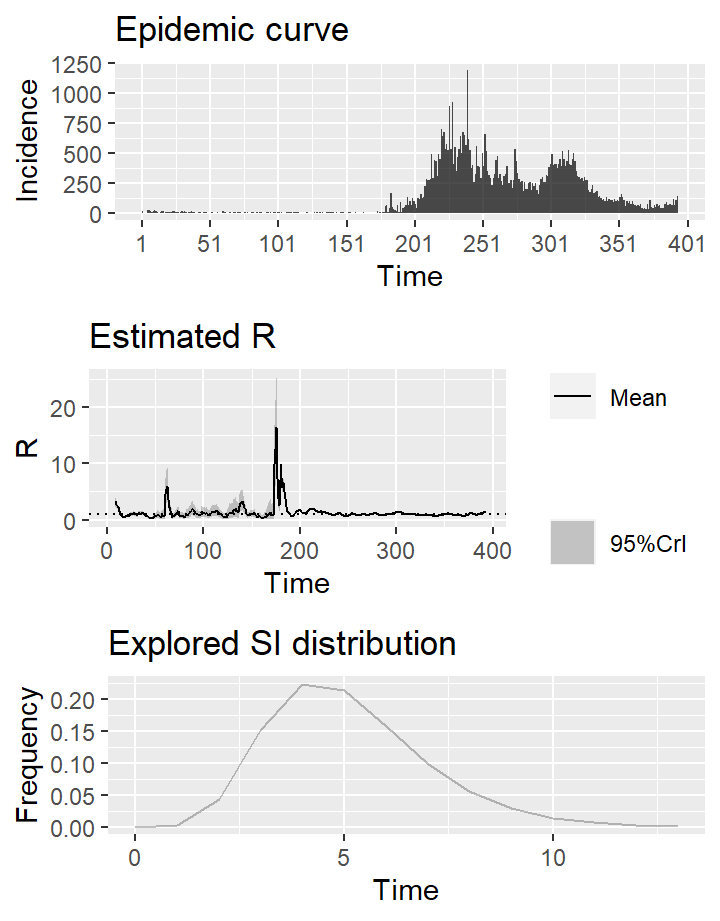 Epidemic curve
1250
1000
750
500
250
0
Incidence
1 51 101 151 201 251 301 351 401
Time
Estimated R
20
10
0
R
0 100 200 300 400
Time
Mean
95%CrI
Explored SI distribution
0.20
0.15
0.10
0.05
0.00
Frequency
0 5 10
Time